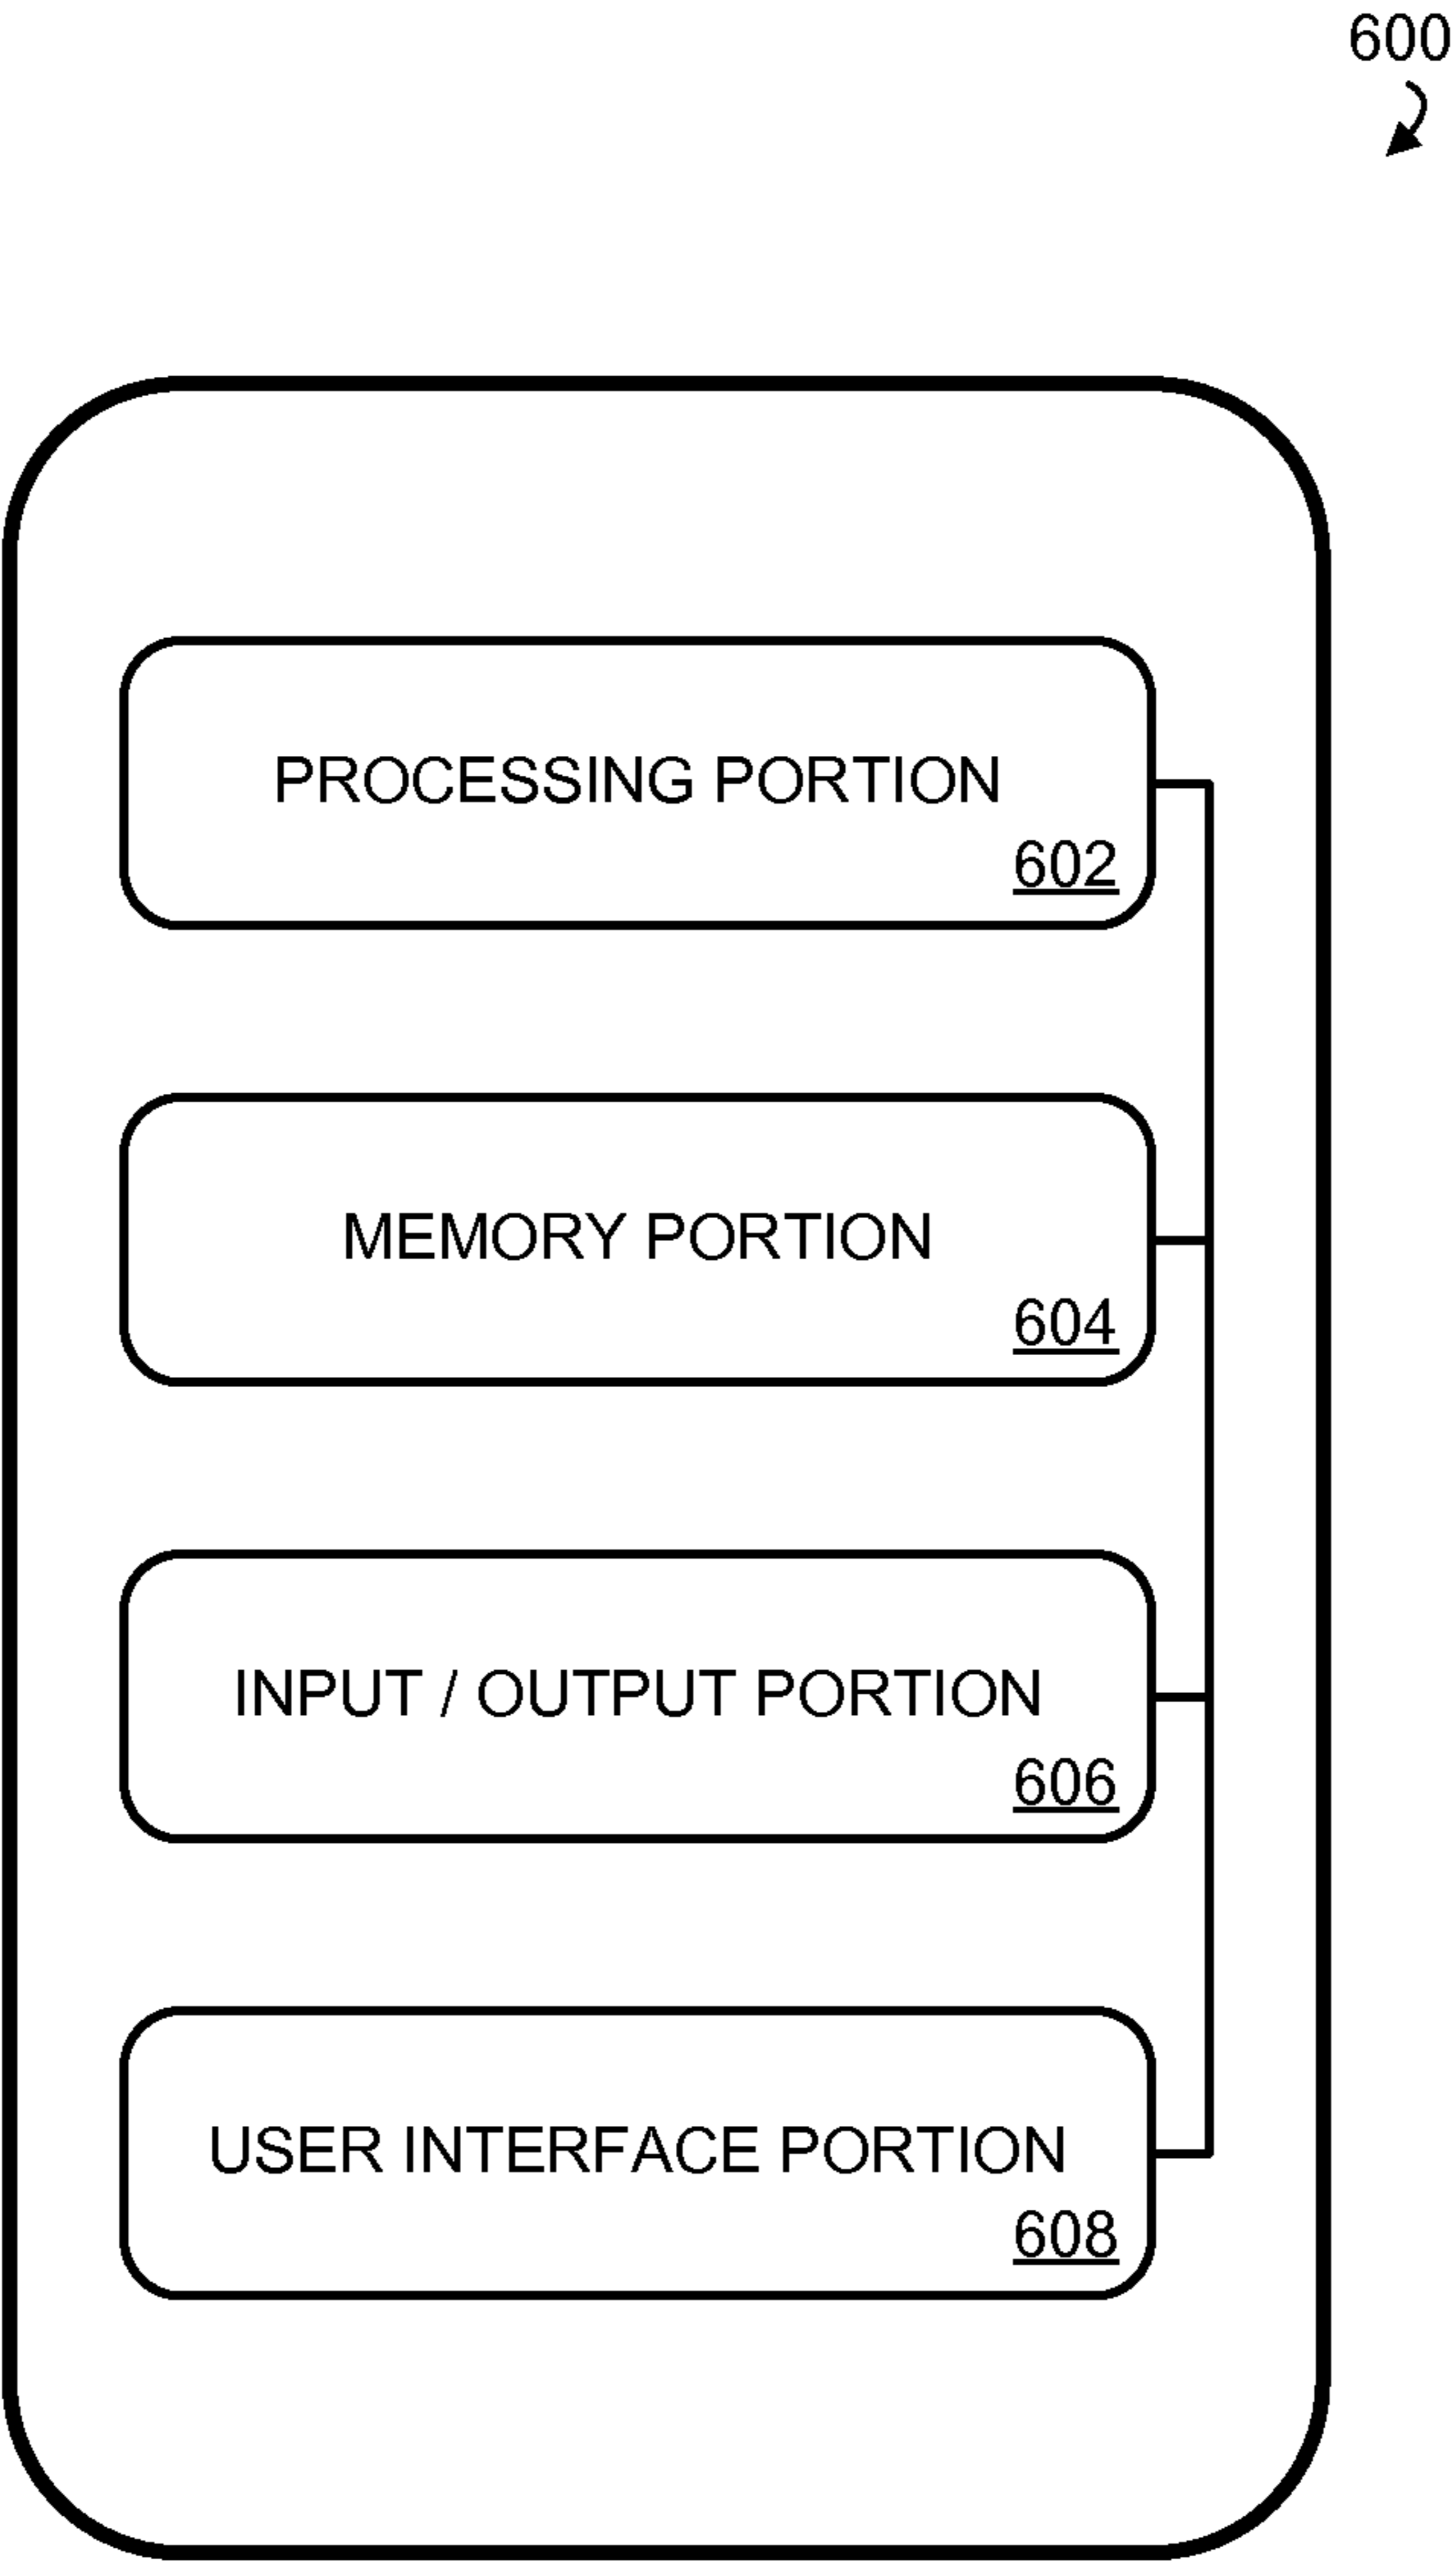 600
PROCESSING PORTION
602
MEMORY PORTION
604
INPUT / OUTPUT PORTION
606
USER INTERFACE PORTION
608